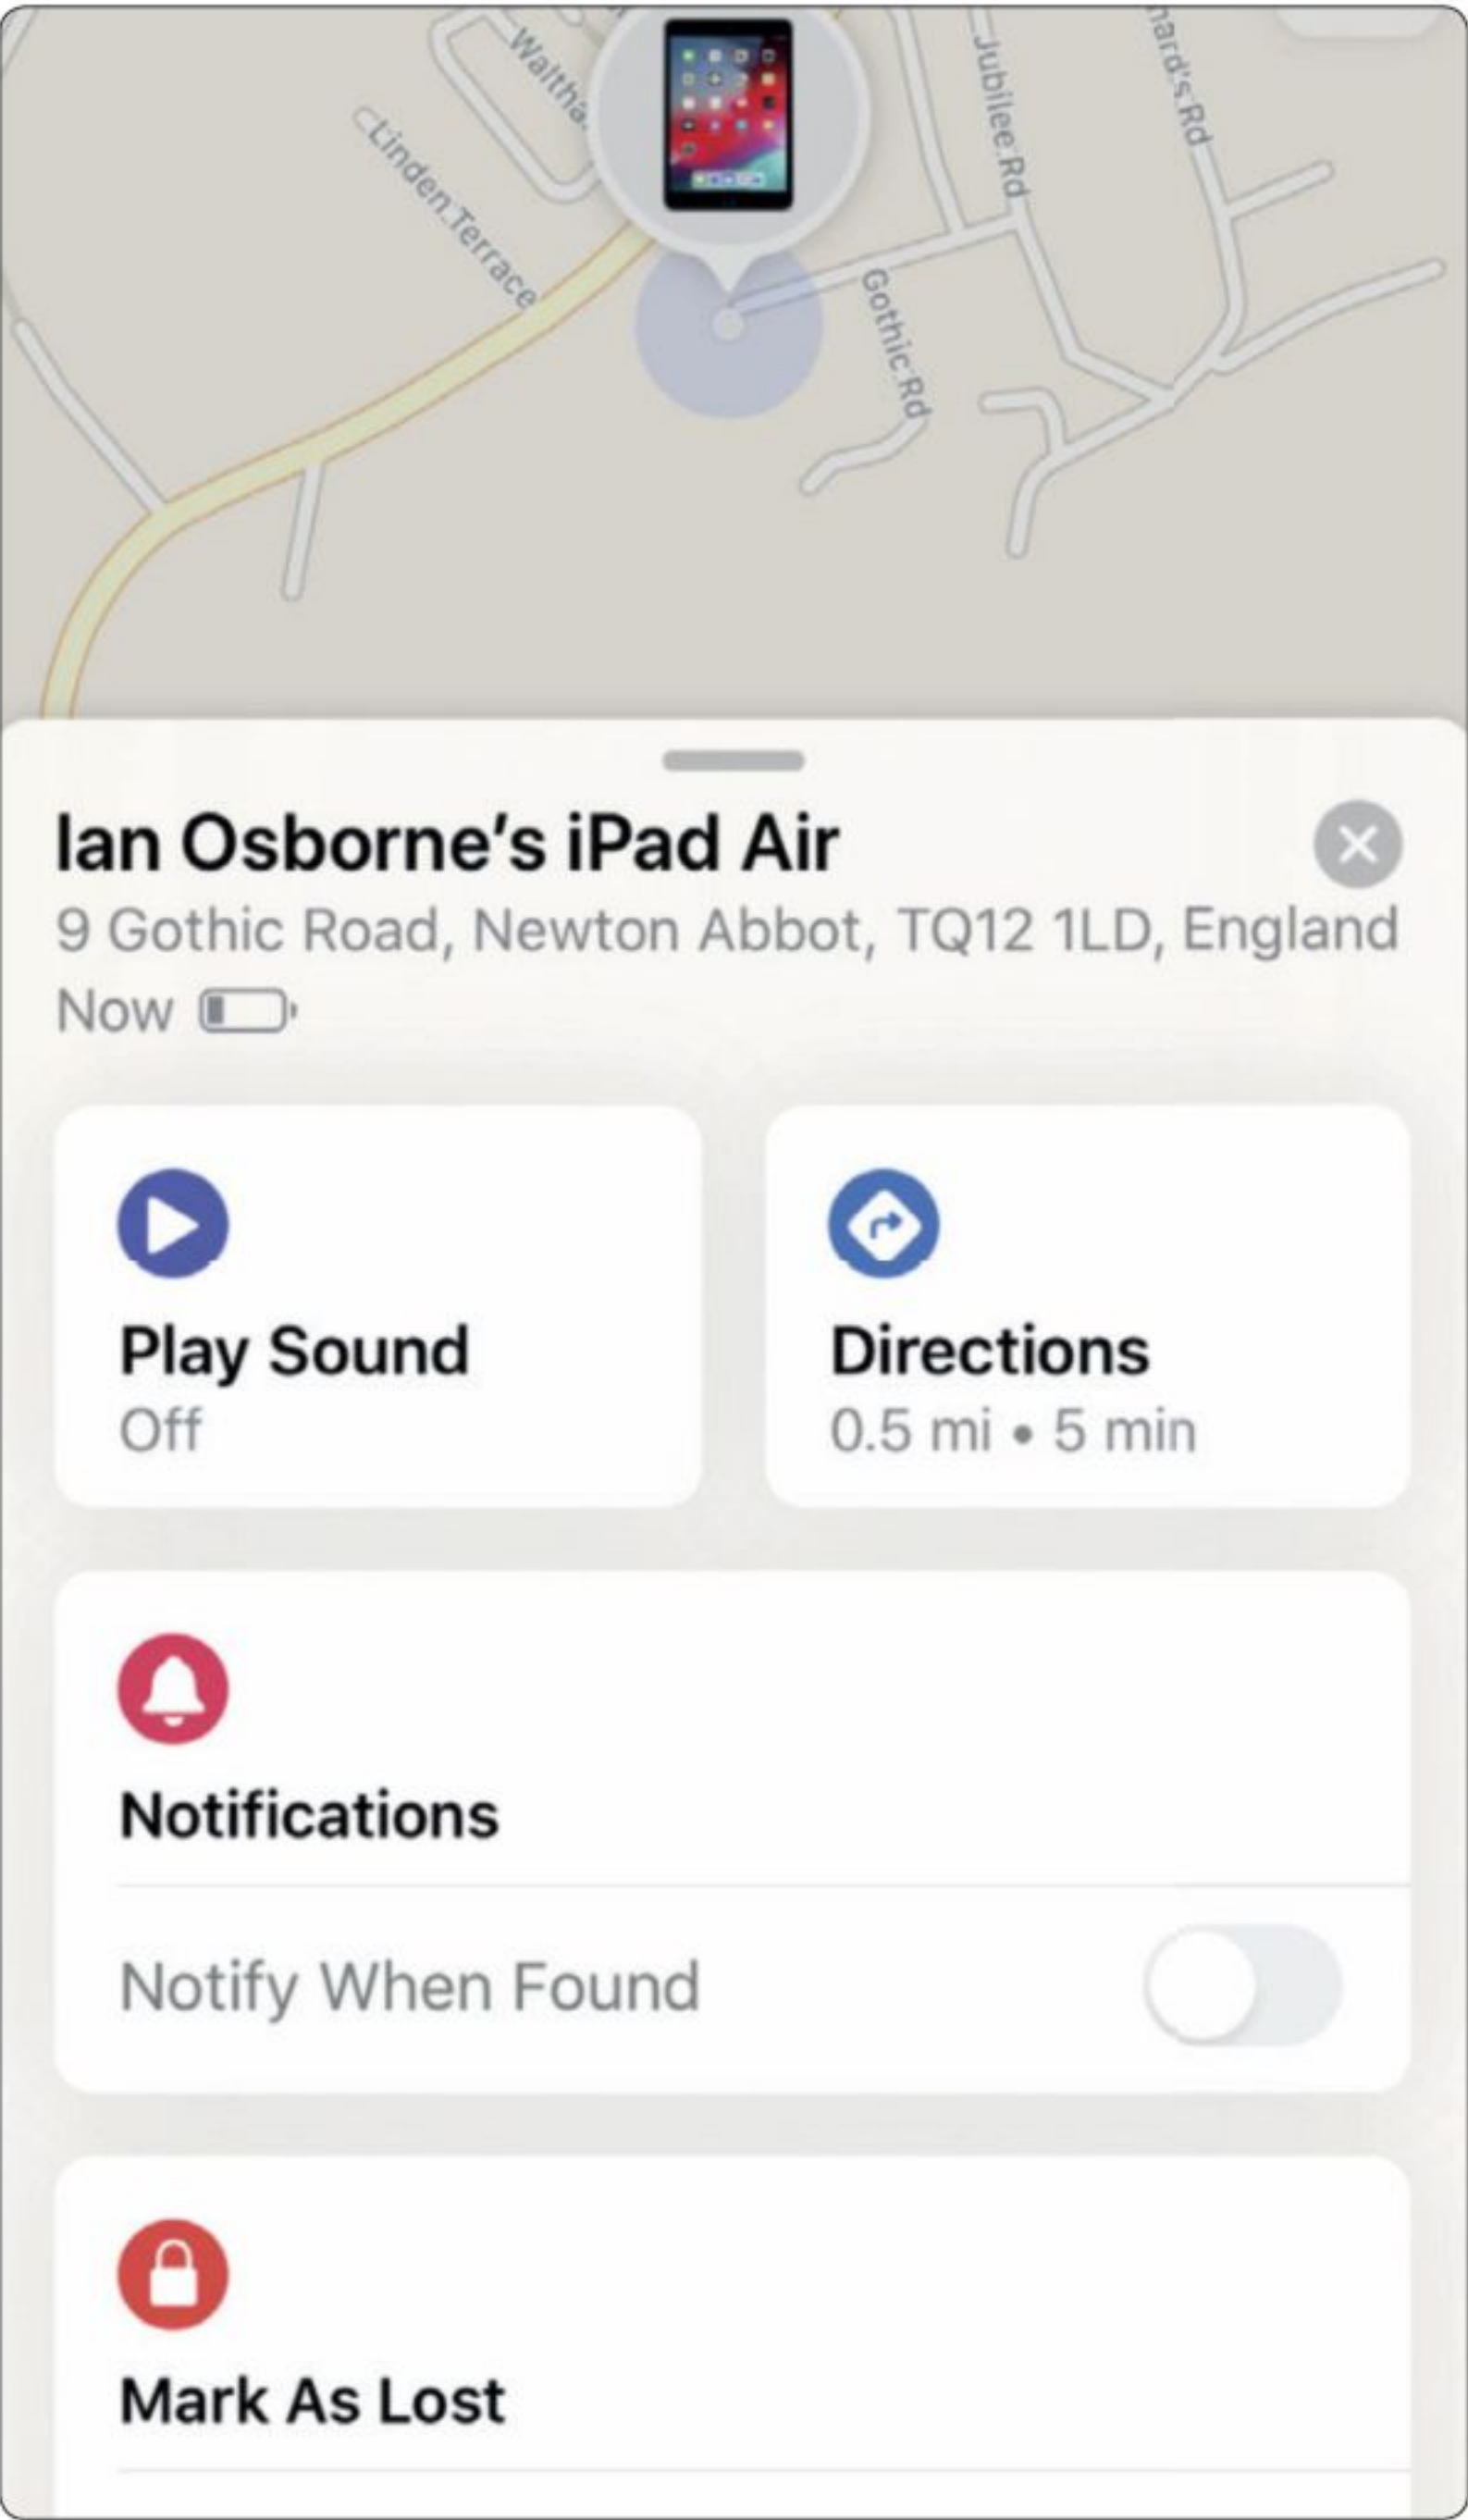 Jubilee Rd
Linden Terrace
Gothic Rd
Ian Osborne’s iPad Air
9 Gothic Road, Newton Abbot, TQ12 1LD, England
Now
Play Sound
Off
Directions
0.5 mi • 5 min
Notifications
Notify When Found
Mark As Lost